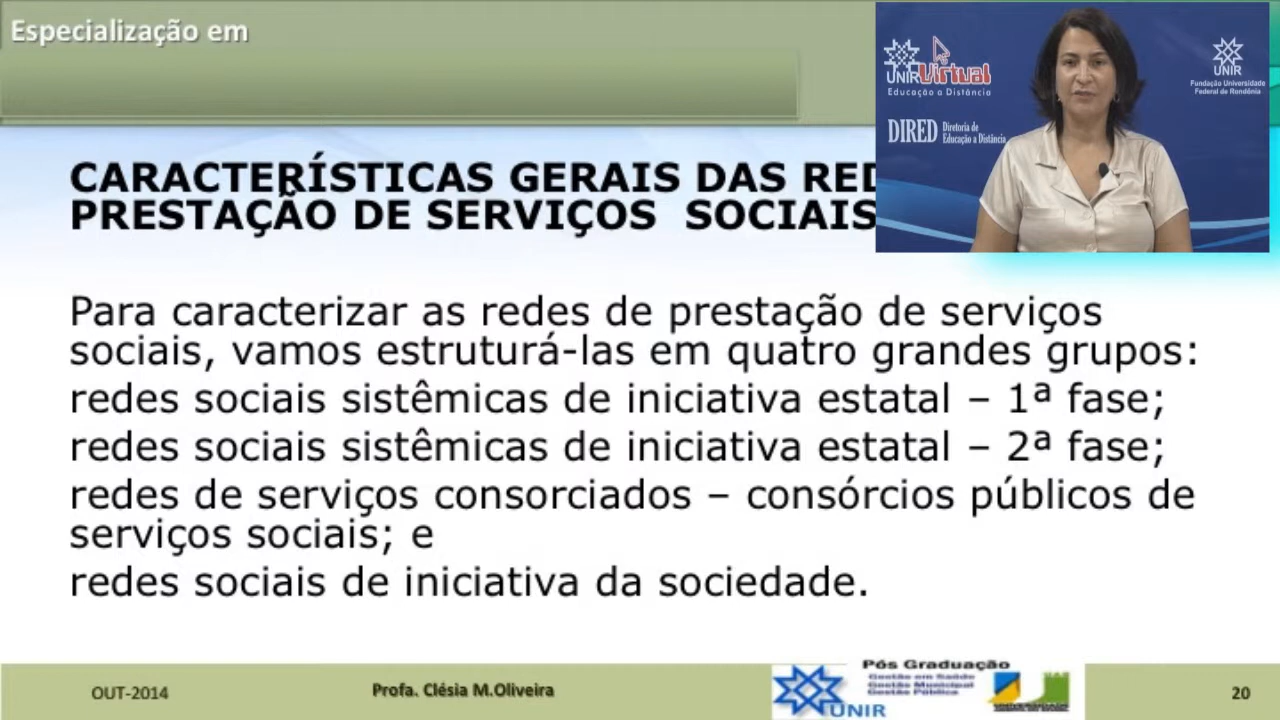 Especialização em
UNIR Virtual
Educação a Distância
UNIR
Fundação Universidade
Federal de Rondônia
DIRED Diretoria de
Educação a Distância
CARACTERÍSTICAS GERAIS DAS RED
PRESTAÇÃO DE SERVIÇOS SOCIAIS
Para caracterizar as redes de prestação de serviços
sociais, vamos estruturá-las em quatro grandes grupos:
redes sociais sistêmicas de iniciativa estatal – 1ª fase;
redes sociais sistêmicas de iniciativa estatal – 2ª fase;
redes de serviços consorciados – consórcios públicos de
serviços sociais; e
redes sociais de iniciativa da sociedade.
OUT-2014
Profa. Clésia M.Oliveira
UNIR
Pós Graduação
Gestão em Saúde
Gestão Municipal
Gestão Pública
20